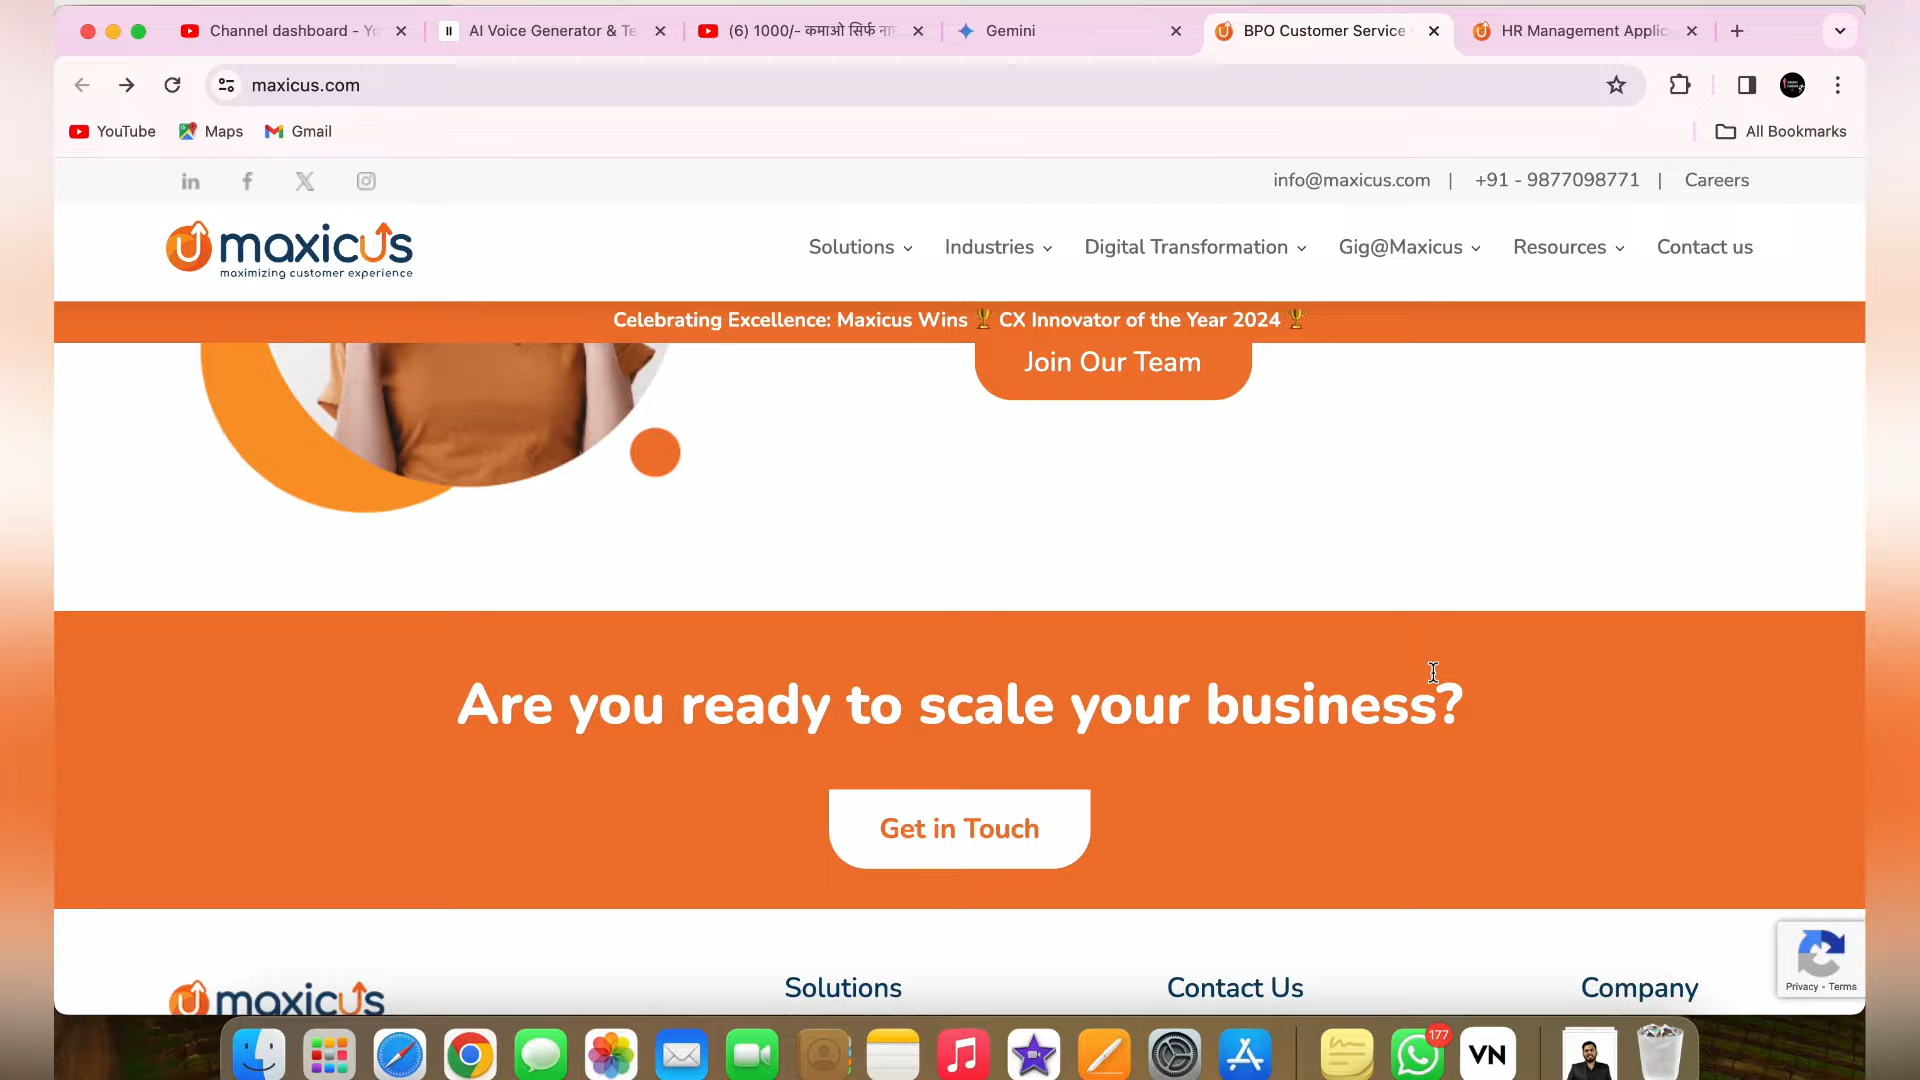 Channel dashboard - Yo
AI Voice Generator & Te
(6) 1000/- कमाओ सिर्फ
Gemini
BPO Customer Service
HR Management Applic
maxicus.com
YouTube
Maps
Gmail
All Bookmarks
info@maxicus.com | +91 - 9877098771 | Careers
maxicus
maximizing customer experience
Solutions
Industries
Digital Transformation
Gig@Maxicus
Resources
Contact us
Celebrating Excellence: Maxicus Wins 🏆 CX Innovator of the Year 2024 🏆
Join Our Team
Are you ready to scale your business?
Get in Touch
Privacy - Terms
maxicus
Solutions
Contact Us
Company
177
VN